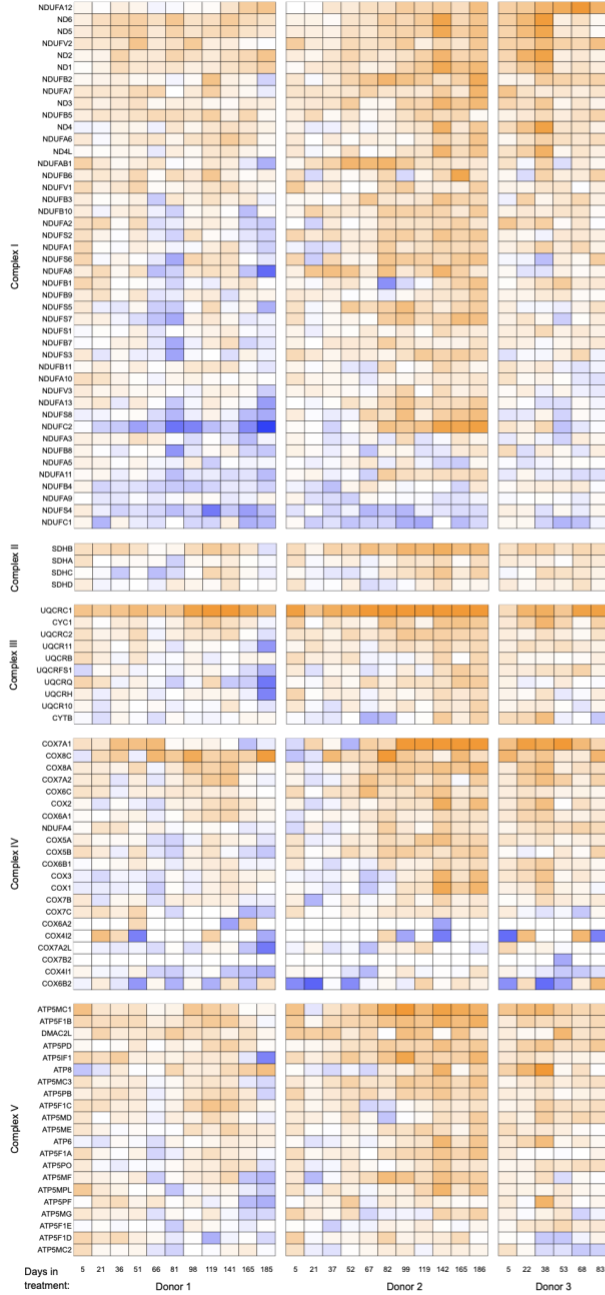 NDUFA12
ND6
ND5
NDUFV2
ND2
ND1
NDUFB2
NDUFA7
ND3
NDUFB5
ND4
NDUFA6
ND4L
NDUFAB1
NDUFB6
NDUFV1
NDUFB3
NDUFB10
NDUFA2
NDUFS2
NDUFA1
NDUFS6
NDUFA8
NDUFB1
NDUFB9
NDUFS5
NDUFS7
NDUFS1
NDUFB7
NDUFS3
NDUFB11
NDUFA10
NDUFV3
NDUFA13
NDUFS8
NDUFC2
NDUFA3
NDUFB8
NDUFA5
NDUFA11
NDUFB4
NDUFA9
NDUFS4
NDUFC1
Complex I
SDHB
SDHA
SDHC
SDHD
Complex II
UQCRC1
CYC1
UQCRC2
UQCR11
UQCRB
UQCRFS1
UQCRQ
UQCRH
UQCR10
CYTB
Complex III
COX7A1
COX8C
COX8A
COX7A2
COX6C
COX2
COX6A1
NDUFA4
COX5A
COX5B
COX6B1
COX3
COX1
COX7B
COX7C
COX6A2
COX4I2
COX7A2L
COX7B2
COX4I1
COX6B2
Complex IV
ATP5MC1
ATP5F1B
DMAC2L
ATP5PD
ATP5IF1
ATP8
ATP5MC3
ATP5PB
ATP5F1C
ATP5MD
ATP5ME
ATP6
ATP5F1A
ATP5PO
ATP5MF
ATP5MPL
ATP5PF
ATP5MG
ATP5F1E
ATP5F1D
ATP5MC2
Complex V
Days in treatment:
5 21 36 51 66 81 98 119 141 165 185
Donor 1
5 21 37 52 67 82 99 119 142 165 186
Donor 2
5 22 38 53 68 83
Donor 3